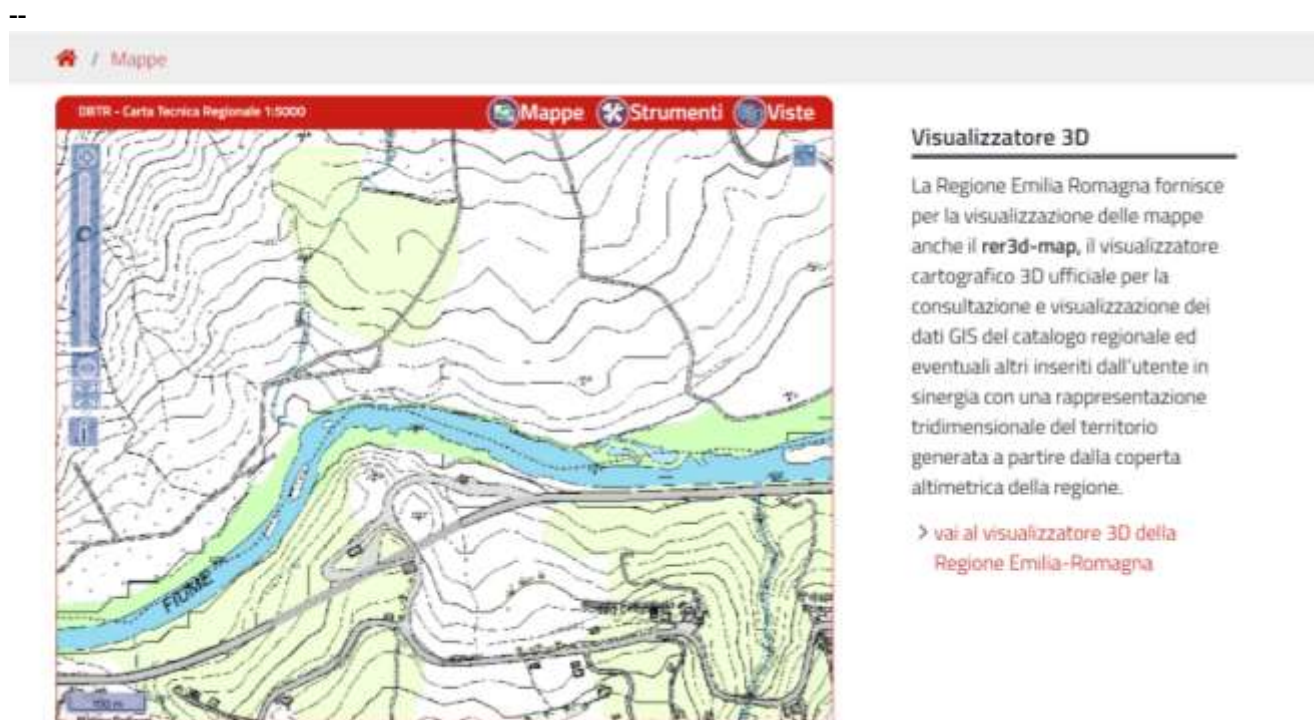 --
/ Mappe
DBTR - Carta Tecnica Regionale 1:5000
Mappe Strumenti Viste
Visualizzatore 3D
La Regione Emilia Romagna fornisce
per la visualizzazione delle mappe
anche il rer3d-map, il visualizzatore
cartografico 3D ufficiale per la
consultazione e visualizzazione dei
dati GIS del catalogo regionale ed
eventuali altri inseriti dall'utente in
sinergia con una rappresentazione
tridimensionale del territorio
generata a partire dalla coperta
altimetrica della regione.
> vai al visualizzatore 3D della
Regione Emilia-Romagna
FIUME
100 m